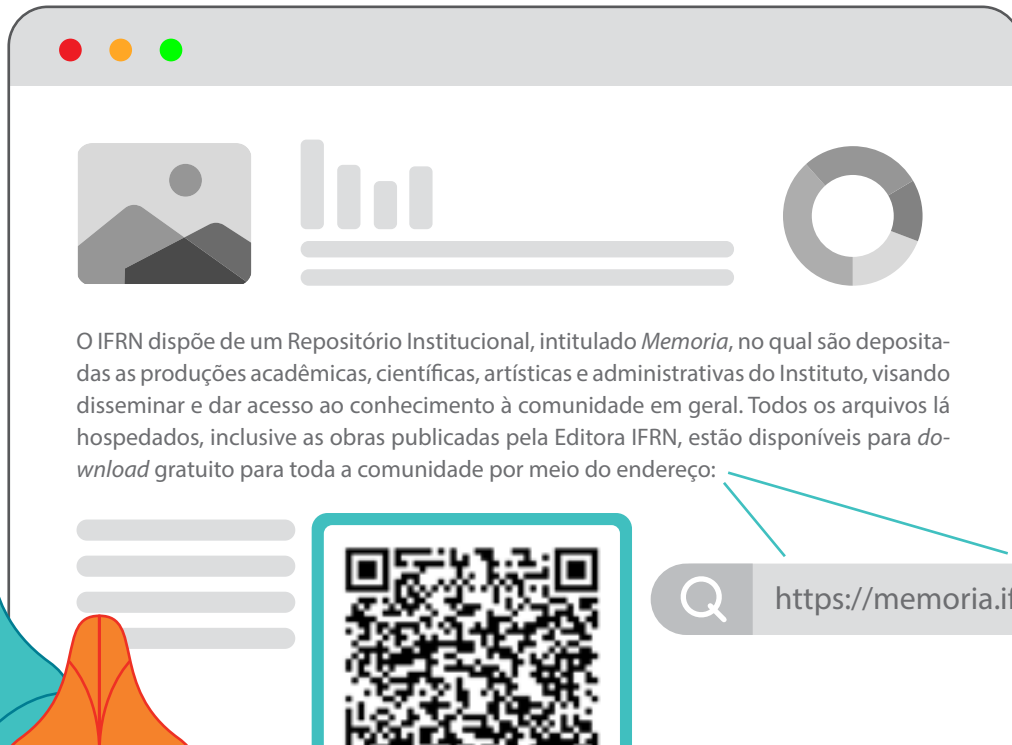 O IFRN dispõe de um Repositório Institucional, intitulado Memoria, no qual são deposita-
das as produções acadêmicas, científicas, artísticas e administrativas do Instituto, visando
disseminar e dar acesso ao conhecimento à comunidade em geral. Todos os arquivos lá
hospedados, inclusive as obras publicadas pela Editora IFRN, estão disponíveis para do-
wnload gratuito para toda a comunidade por meio do endereço:
https://memoria.if